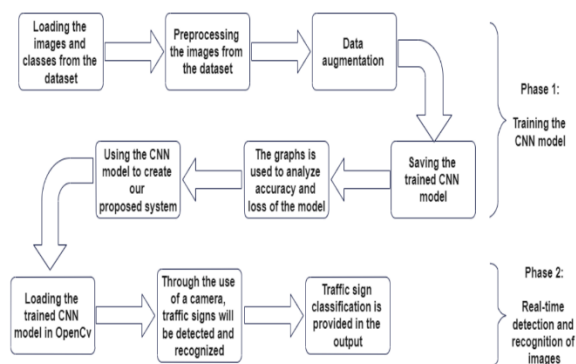 Loading the
images and
classes from the
dataset
Preprocessing
the images from
the dataset
Data
augmentation
Phase 1:
Training the
CNN model
Using the CNN
model to create
our
proposed system
The graphs is
used to analyze
accuracy and
loss of the model
Saving the
trained CNN
model
Loading the
trained CNN
model in OpenCv
Through the use
of a camera,
traffic signs will
be detected and
recognized
Traffic sign
classification is
provided in the
output
Phase 2:
Real-time
detection and
recognition of
images